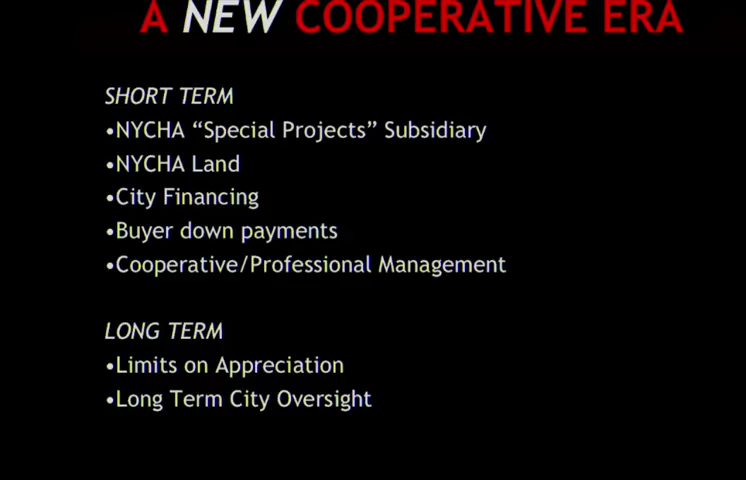 A NEW COOPERATIVE ERA
SHORT TERM
•NYCHA “Special Projects” Subsidiary
•NYCHA Land
•City Financing
•Buyer down payments
•Cooperative/Professional Management
LONG TERM
•Limits on Appreciation
•Long Term City Oversight